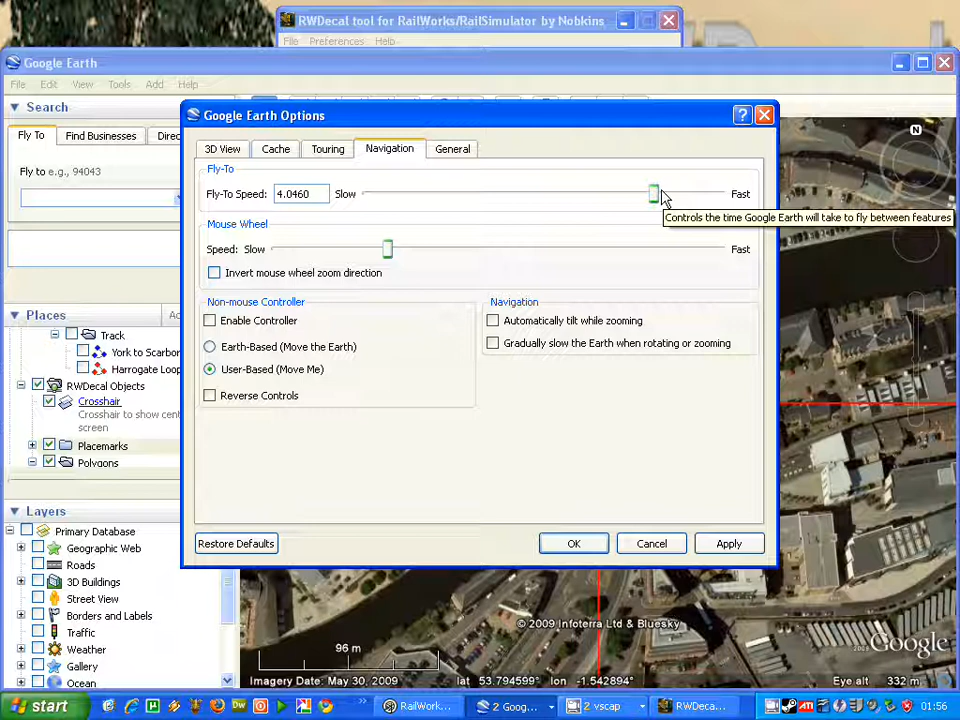 RWDecal tool for RailWorks/RailSimulator by Nobkins
File Preferences Help
Google Earth
File Edit View Tools Add Help
Search
Fly To Find Businesses Direc
Fly to e.g., 94043
Google Earth Options
3D View Cache Touring Navigation General
Fly-To
Fly-To Speed: 4.0460 Slow Fast
Controls the time Google Earth will take to fly between features
Mouse Wheel
Speed: Slow Fast
Invert mouse wheel zoom direction
Non-mouse Controller
Enable Controller
Earth-Based (Move the Earth)
User-Based (Move Me)
Reverse Controls
Navigation
Automatically tilt while zooming
Gradually slow the Earth when rotating or zooming
Restore Defaults OK Cancel Apply
Places
Track
York to Scarbor
Harrogate Loop
RWDecal Objects
Crosshair
Crosshair to show cent
screen
Placemarks
Polygons
Layers
Primary Database
Geographic Web
Roads
3D Buildings
Street View
Borders and Labels
Traffic
Weather
Gallery
Ocean
N
© 2009 Infoterra Ltd & Bluesky
Google
96 m
Imagery Date: May 30, 2009 lat 53.794599° lon -1.542894° Eye alt 332 m
start RailWork... 2 Goog... 2 vscap RWDeca... 01:56